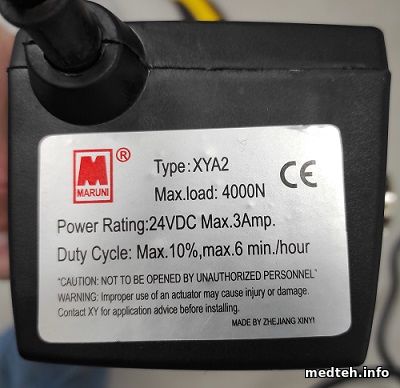 M ®
MARUNI
Type:XYA2
Max.load: 4000N
CE
Power Rating:24VDC Max.3Amp.
Duty Cycle: Max.10%,max.6 min./hour
"CAUTION: NOT TO BE OPENED BY UNAUTHORIZED PERSONNEL"
WARNING: Improper use of an actuator may cause injury or damage.
Contact XY for application advice before installing.
MADE BY ZHEJIANG XINYI
medteh.info